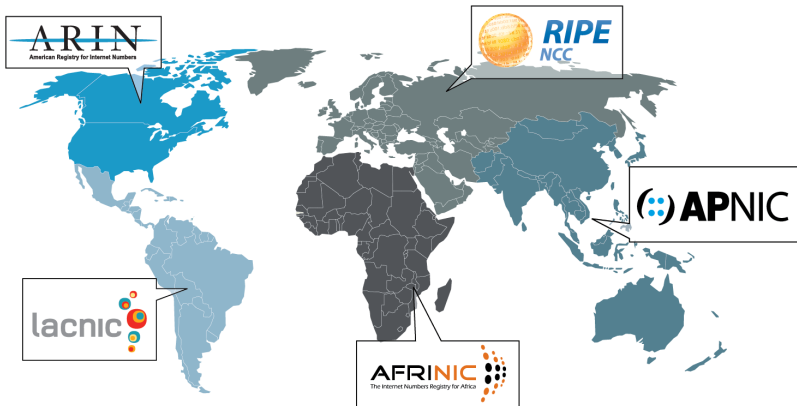 ARIN
American Registry for Internet Numbers
RIPE
NCC
APNIC
lacnic
AFRINIC
The Internet Numbers Registry for Africa